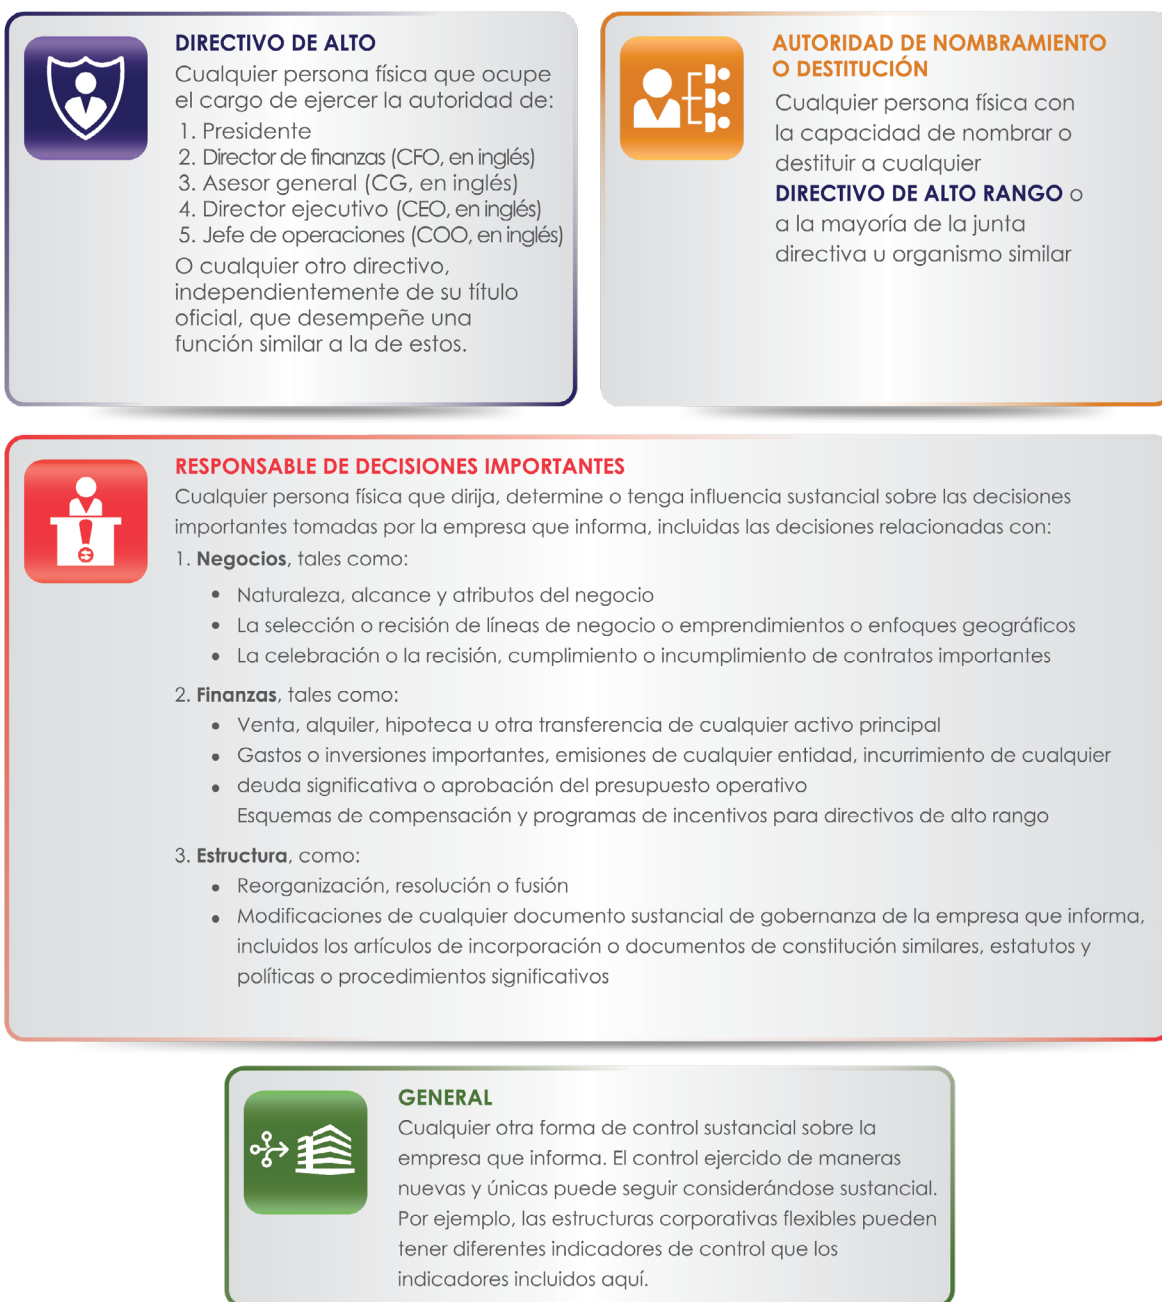 DIRECTIVO DE ALTO
Cualquier persona física que ocupe
el cargo de ejercer la autoridad de:
1. Presidente
2. Director de finanzas (CFO, en inglés)
3. Asesor general (CG, en inglés)
4. Director ejecutivo (CEO, en inglés)
5. Jefe de operaciones (COO, en inglés)
O cualquier otro directivo,
independientemente de su título
oficial, que desempeñe una
función similar a la de estos.
AUTORIDAD DE NOMBRAMIENTO
O DESTITUCIÓN
Cualquier persona física con
la capacidad de nombrar o
destituir a cualquier
DIRECTIVO DE ALTO RANGO o
a la mayoría de la junta
directiva u organismo similar
RESPONSABLE DE DECISIONES IMPORTANTES
Cualquier persona física que dirija, determine o tenga influencia sustancial sobre las decisiones
importantes tomadas por la empresa que informa, incluidas las decisiones relacionadas con:
1. Negocios, tales como:
• Naturaleza, alcance y atributos del negocio
• La selección o recisión de líneas de negocio o emprendimientos o enfoques geográficos
• La celebración o la recisión, cumplimiento o incumplimiento de contratos importantes
2. Finanzas, tales como:
• Venta, alquiler, hipoteca u otra transferencia de cualquier activo principal
• Gastos o inversiones importantes, emisiones de cualquier entidad, incurrimiento de cualquier
• deuda significativa o aprobación del presupuesto operativo
Esquemas de compensación y programas de incentivos para directivos de alto rango
3. Estructura, como:
• Reorganización, resolución o fusión
• Modificaciones de cualquier documento sustancial de gobernanza de la empresa que informa,
incluidos los artículos de incorporación o documentos de constitución similares, estatutos y
políticas o procedimientos significativos
GENERAL
Cualquier otra forma de control sustancial sobre la
empresa que informa. El control ejercido de maneras
nuevas y únicas puede seguir considerándose sustancial.
Por ejemplo, las estructuras corporativas flexibles pueden
tener diferentes indicadores de control que los
indicadores incluidos aquí.